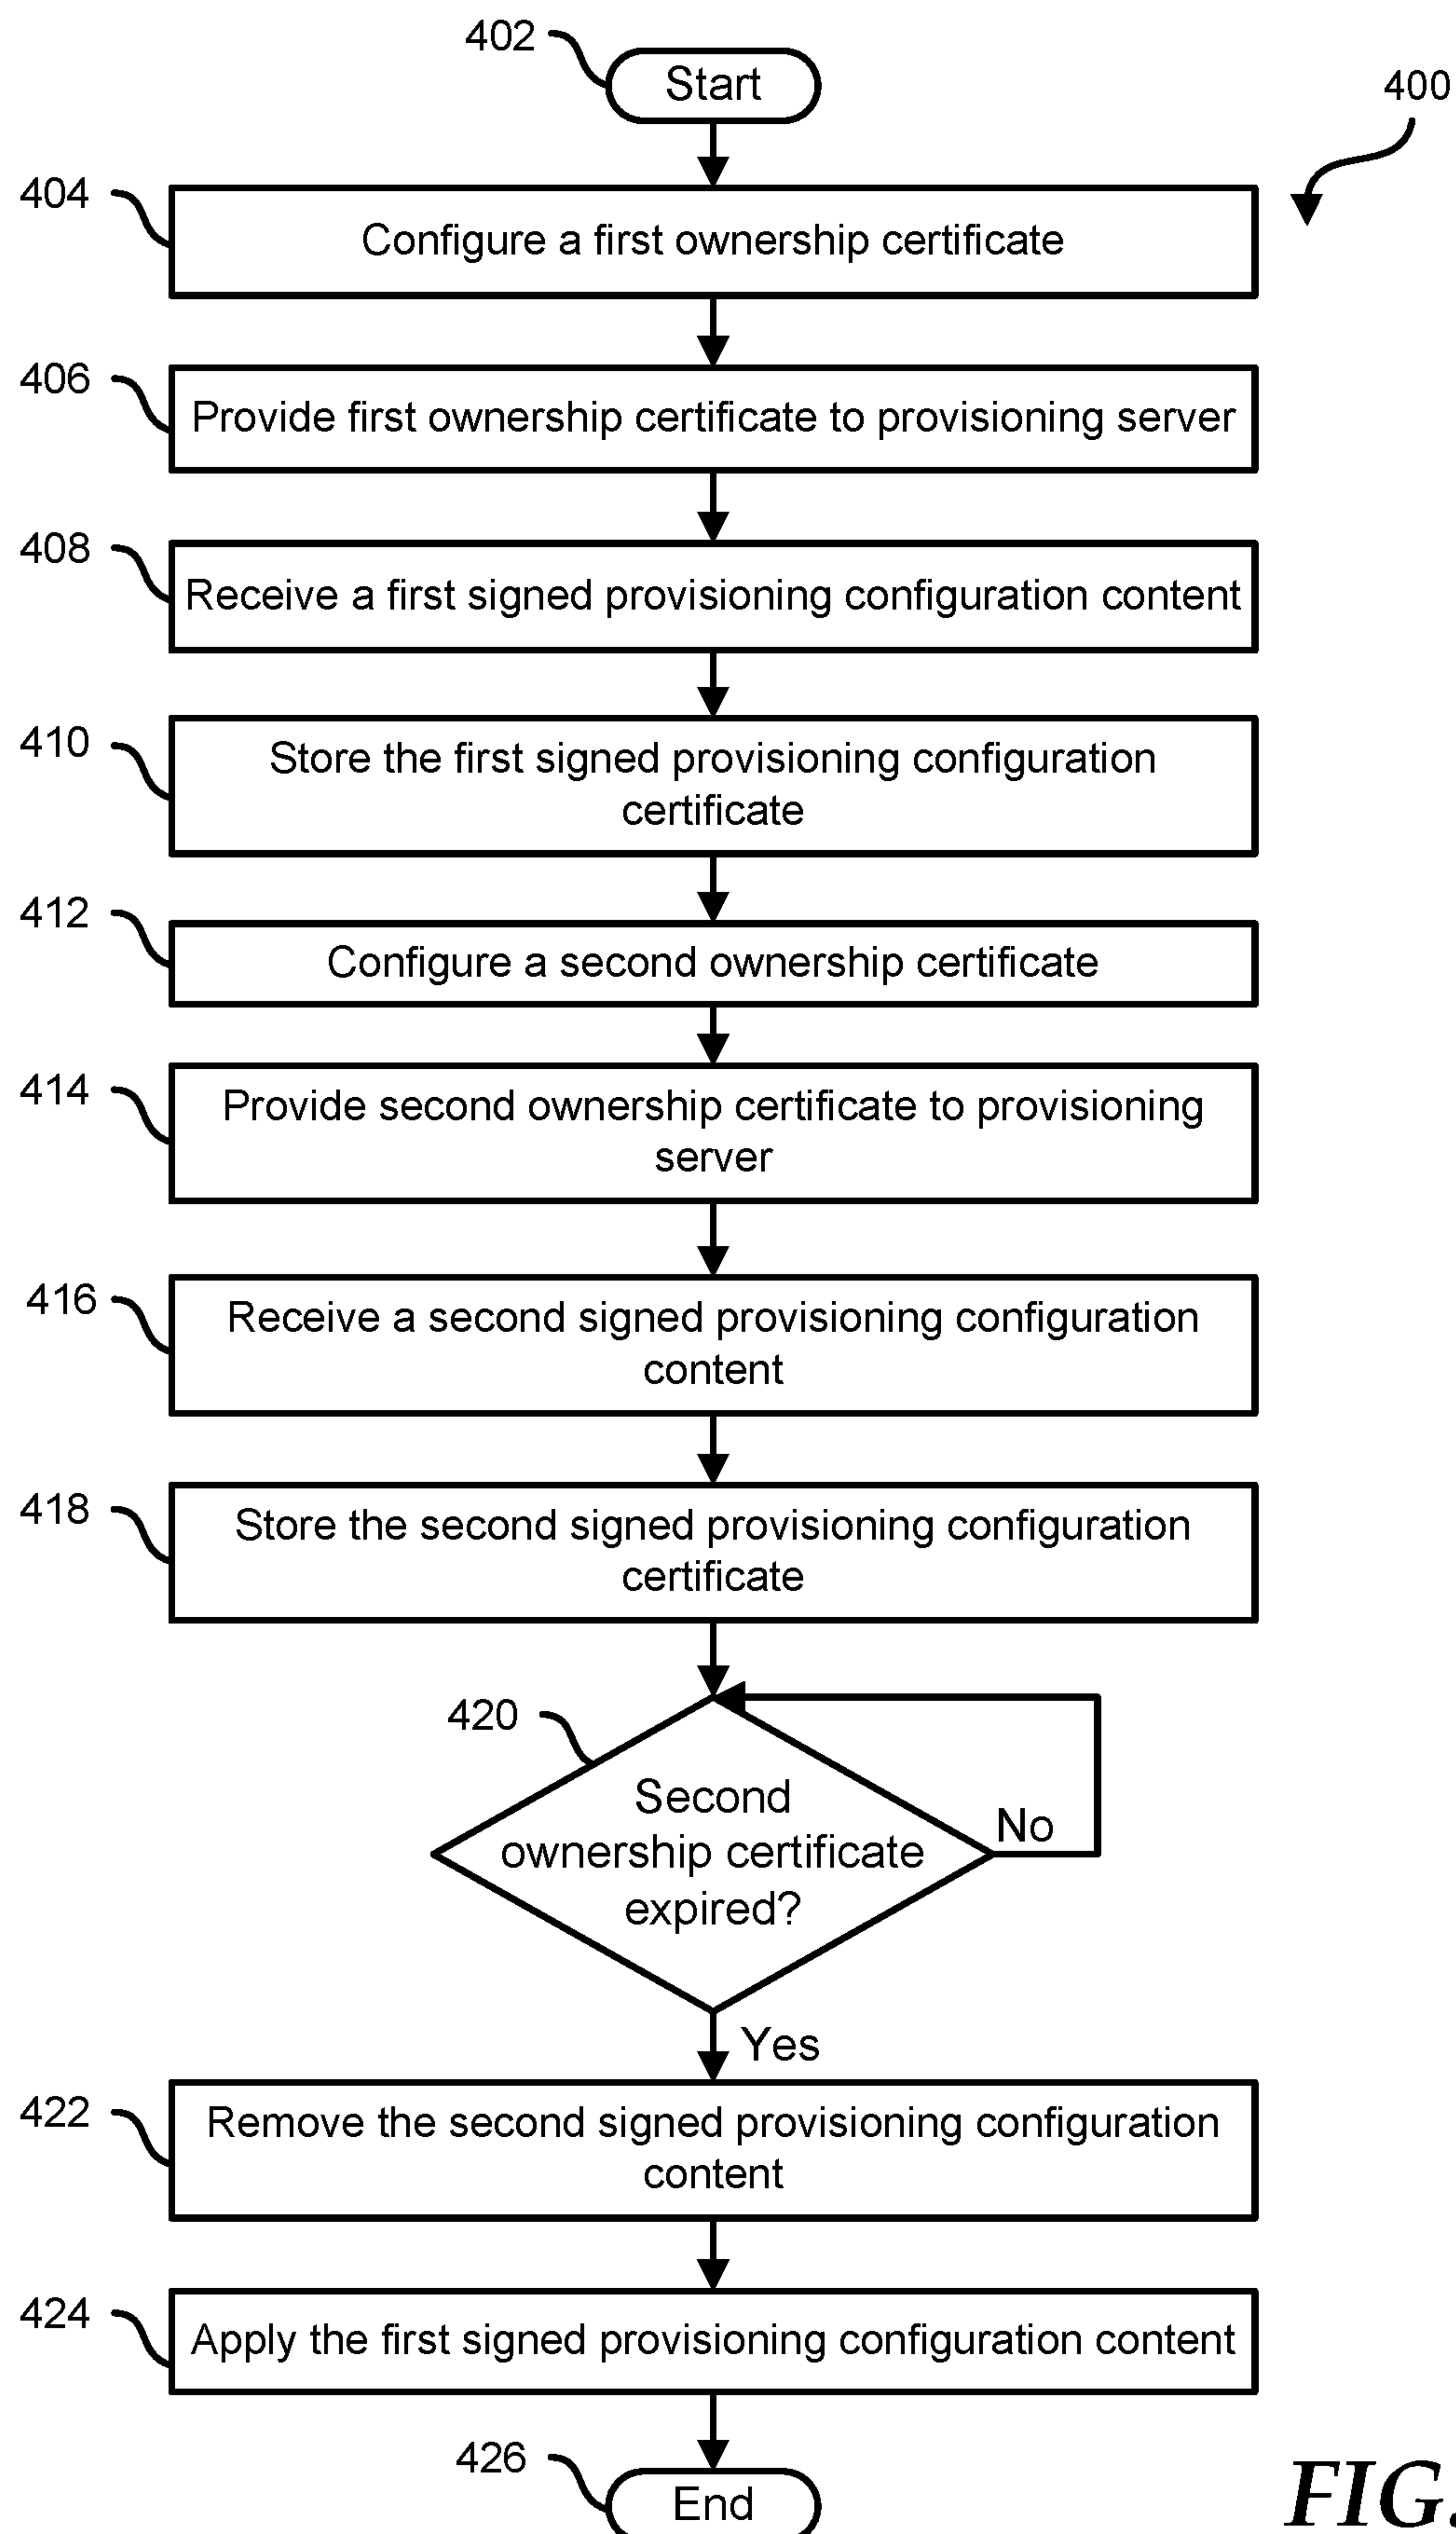 402
Start
400
404
Configure a first ownership certificate
406
Provide first ownership certificate to provisioning server
408
Receive a first signed provisioning configuration content
410
Store the first signed provisioning configuration
certificate
412
Configure a second ownership certificate
414
Provide second ownership certificate to provisioning
server
416
Receive a second signed provisioning configuration
content
418
Store the second signed provisioning configuration
certificate
420
Second
ownership certificate
expired?
No
Yes
422
Remove the second signed provisioning configuration
content
424
Apply the first signed provisioning configuration content
426
End
FIG.